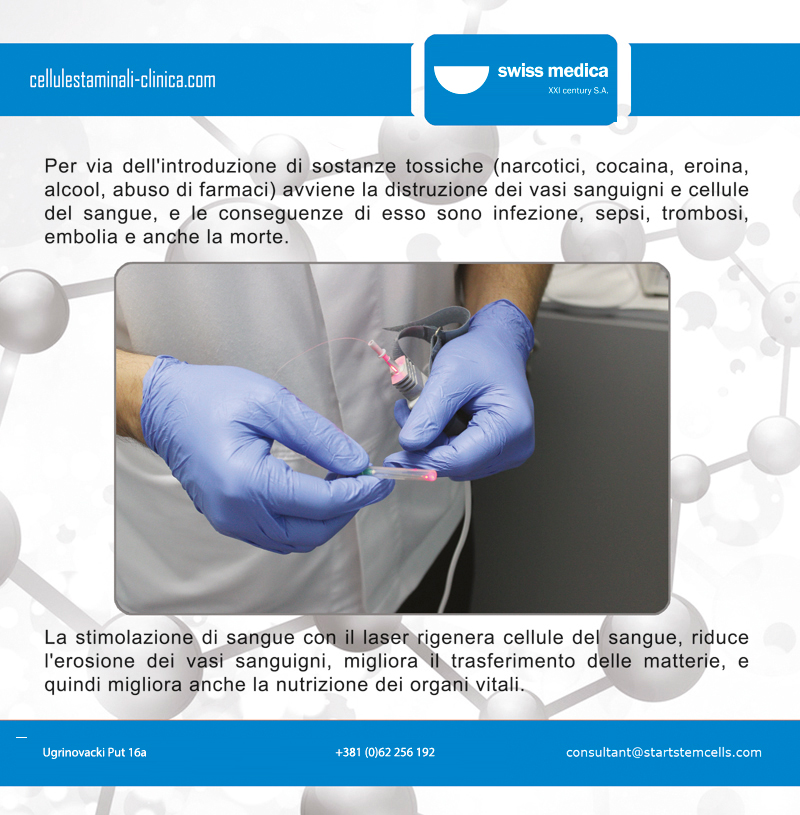 cellulestaminali-clinica.com
swiss medica
XXI century S.A.
Per via dell'introduzione di sostanze tossiche (narcotici, cocaina, eroina,
alcool, abuso di farmaci) avviene la distruzione dei vasi sanguigni e cellule
del sangue, e le conseguenze di esso sono infezione, sepsi, trombosi,
embolia e anche la morte.
La stimolazione di sangue con il laser rigenera cellule del sangue, riduce
l'erosione dei vasi sanguigni, migliora il trasferimento delle matterie, e
quindi migliora anche la nutrizione dei organi vitali.
Ugrinovacki Put 16a
+381 (0)62 256 192
consultant@startstemcells.com